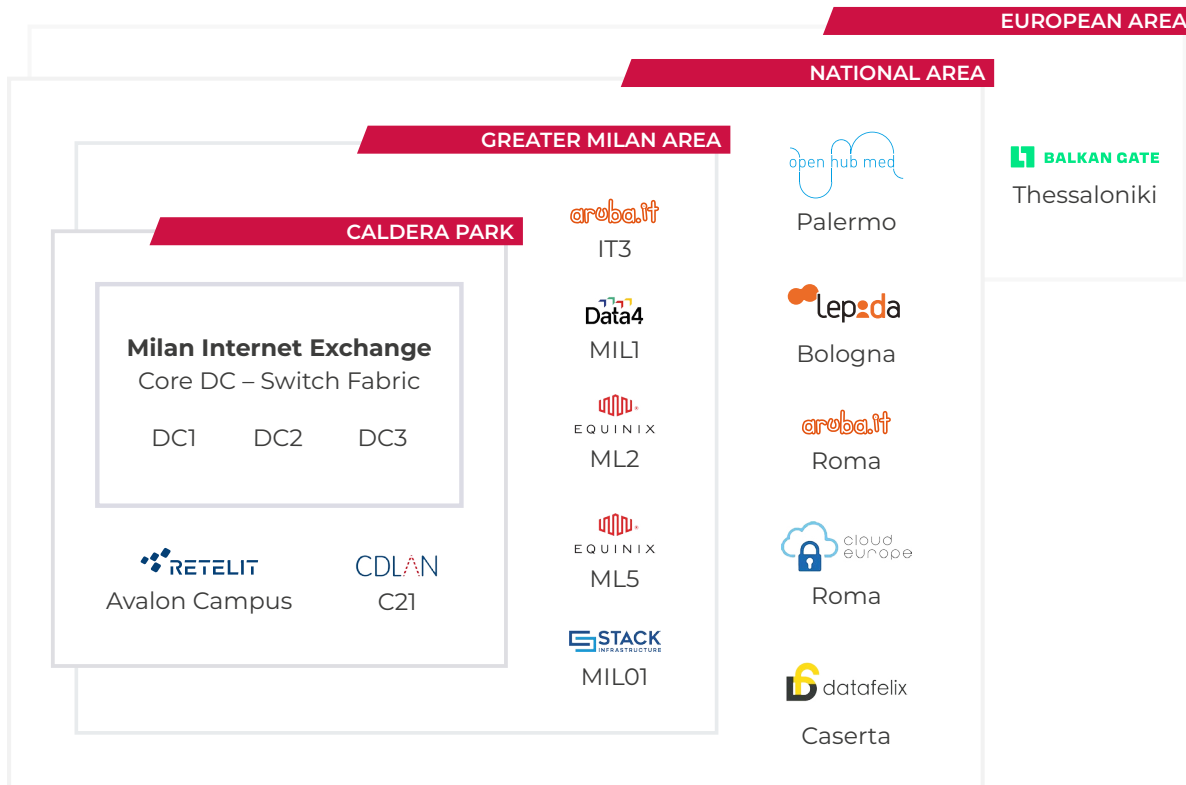 EUROPEAN AREA
NATIONAL AREA
GREATER MILAN AREA
CALDERA PARK
Milan Internet Exchange
Core DC – Switch Fabric
DC1 DC2 DC3
RETELIT
Avalon Campus
CDLAN
C21
aruba.it
IT3
Data4
MIL1
EQUINIX
ML2
EQUINIX
ML5
STACK
INFRASTRUCTURE
MIL01
open hub med
Palermo
Lepida
Bologna
aruba.it
Roma
cloud
europe
Roma
datafelix
Caserta
BALKAN GATE
Thessaloniki